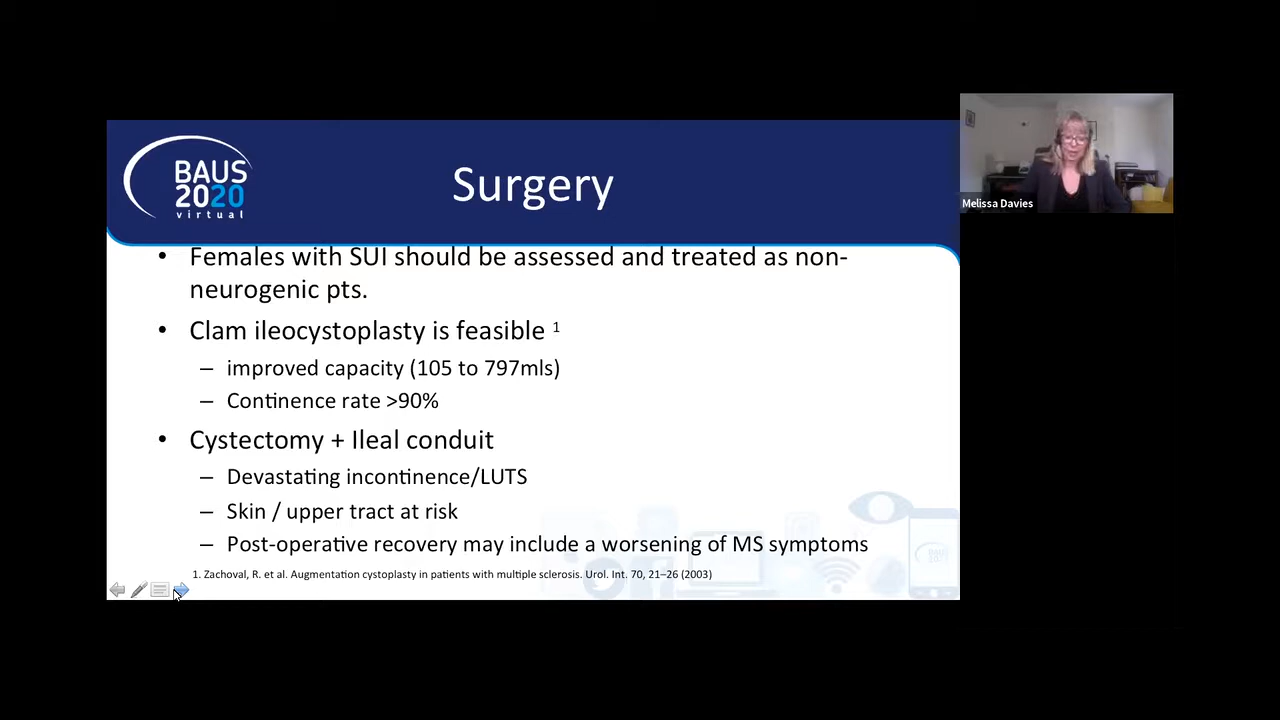 BAUS
2020
virtual
Surgery
Melissa Davies
• Females with SUI should be assessed and treated as non-
neurogenic pts.
• Clam ileocystoplasty is feasible 1
– improved capacity (105 to 797mls)
– Continence rate >90%
• Cystectomy + Ileal conduit
– Devastating incontinence/LUTS
– Skin / upper tract at risk
– Post-operative recovery may include a worsening of MS symptoms
1. Zachoval, R. et al. Augmentation cystoplasty in patients with multiple sclerosis. Urol. Int. 70, 21–26 (2003)
BAUS